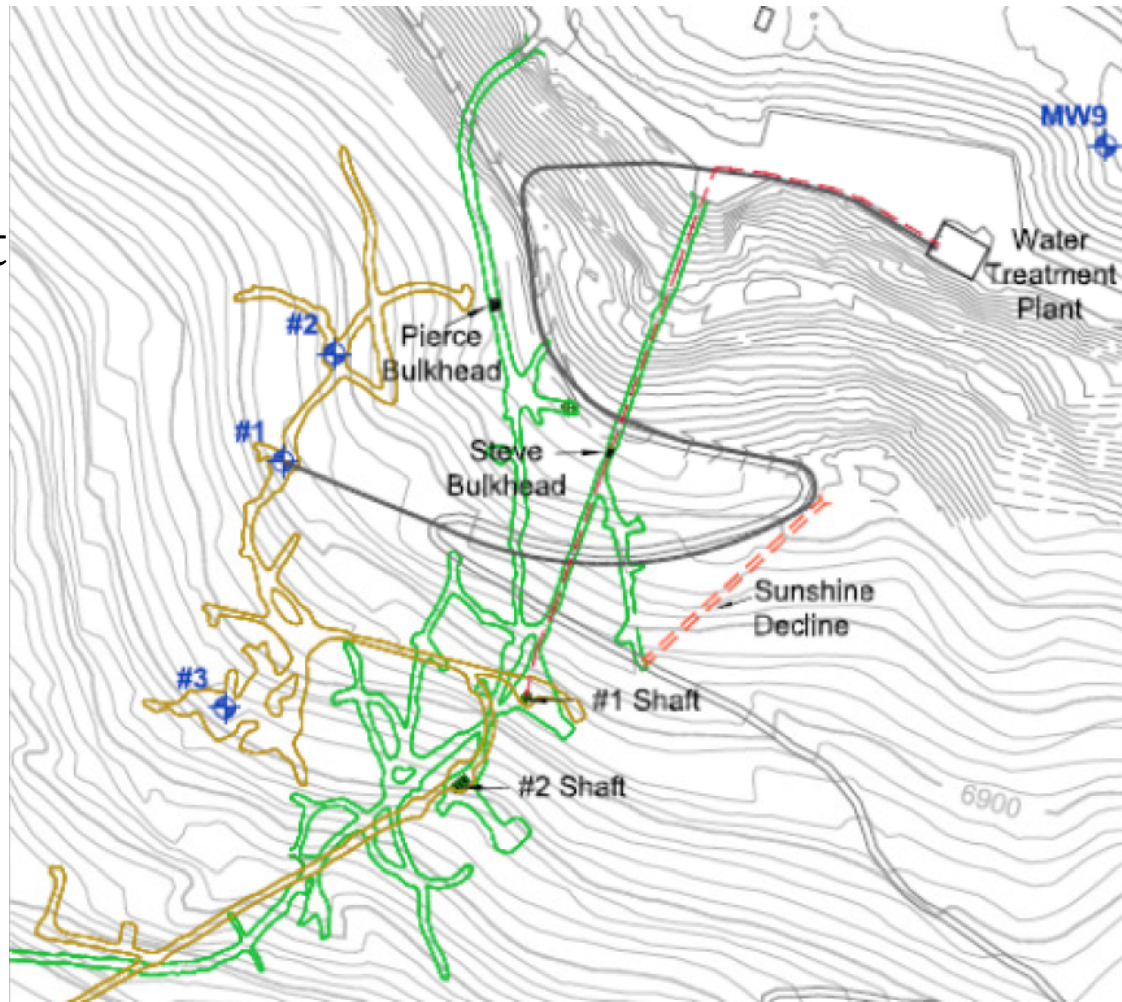 MW9
Water
Treatment
Plant
#2
Pierce
Bulkhead
#1
Steve
Bulkhead
Sunshine
Decline
#3
#1 Shaft
#2 Shaft
6900
t